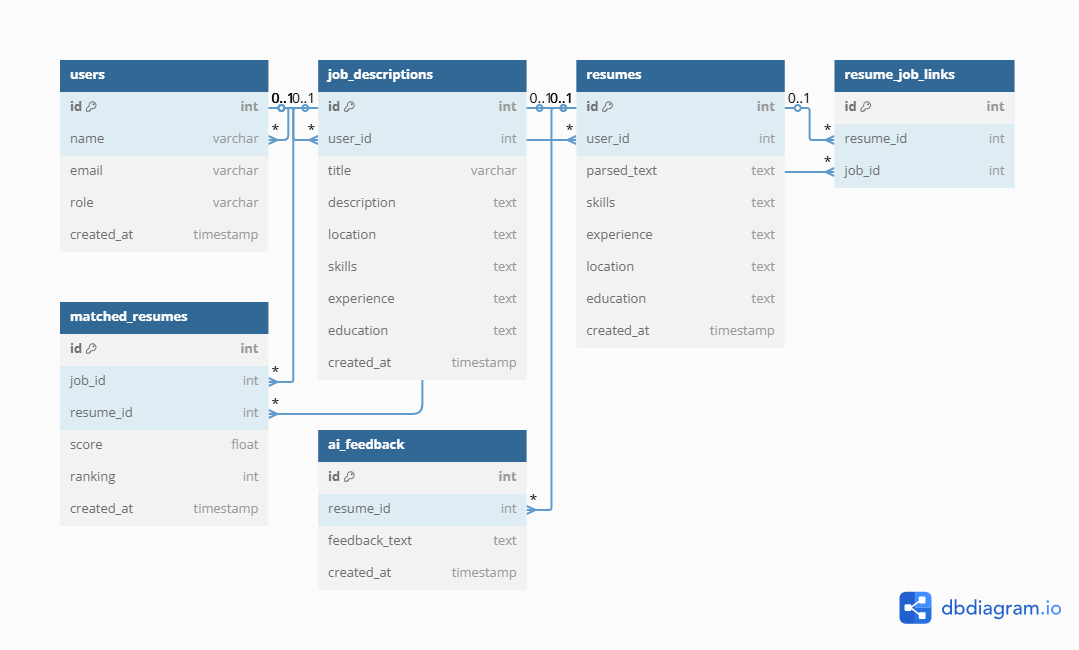 users
id int
name varchar
email varchar
role varchar
created_at timestamp
0..1
0..1
*
*
job_descriptions
id int
user_id int
title varchar
description text
location text
skills text
experience text
education text
created_at timestamp
0..1
0..1
*
resumes
id int
user_id int
parsed_text text
skills text
experience text
location text
education text
created_at timestamp
0..1
*
*
resume_job_links
id int
resume_id int
job_id int
matched_resumes
id int
job_id int
resume_id int
score float
ranking int
created_at timestamp
*
*
ai_feedback
id int
resume_id int
feedback_text text
created_at timestamp
*
dbdiagram.io